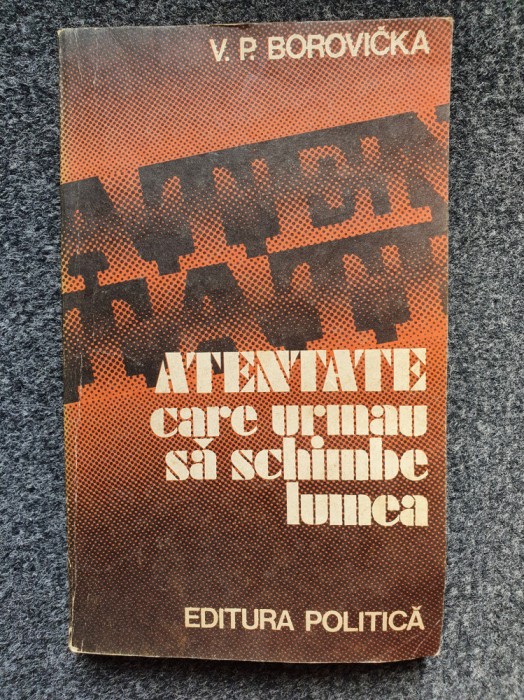 V. P. BOROVIČKA
ATENTATE
care urmau
să schimbe
lumea
EDITURA POLITICĂ